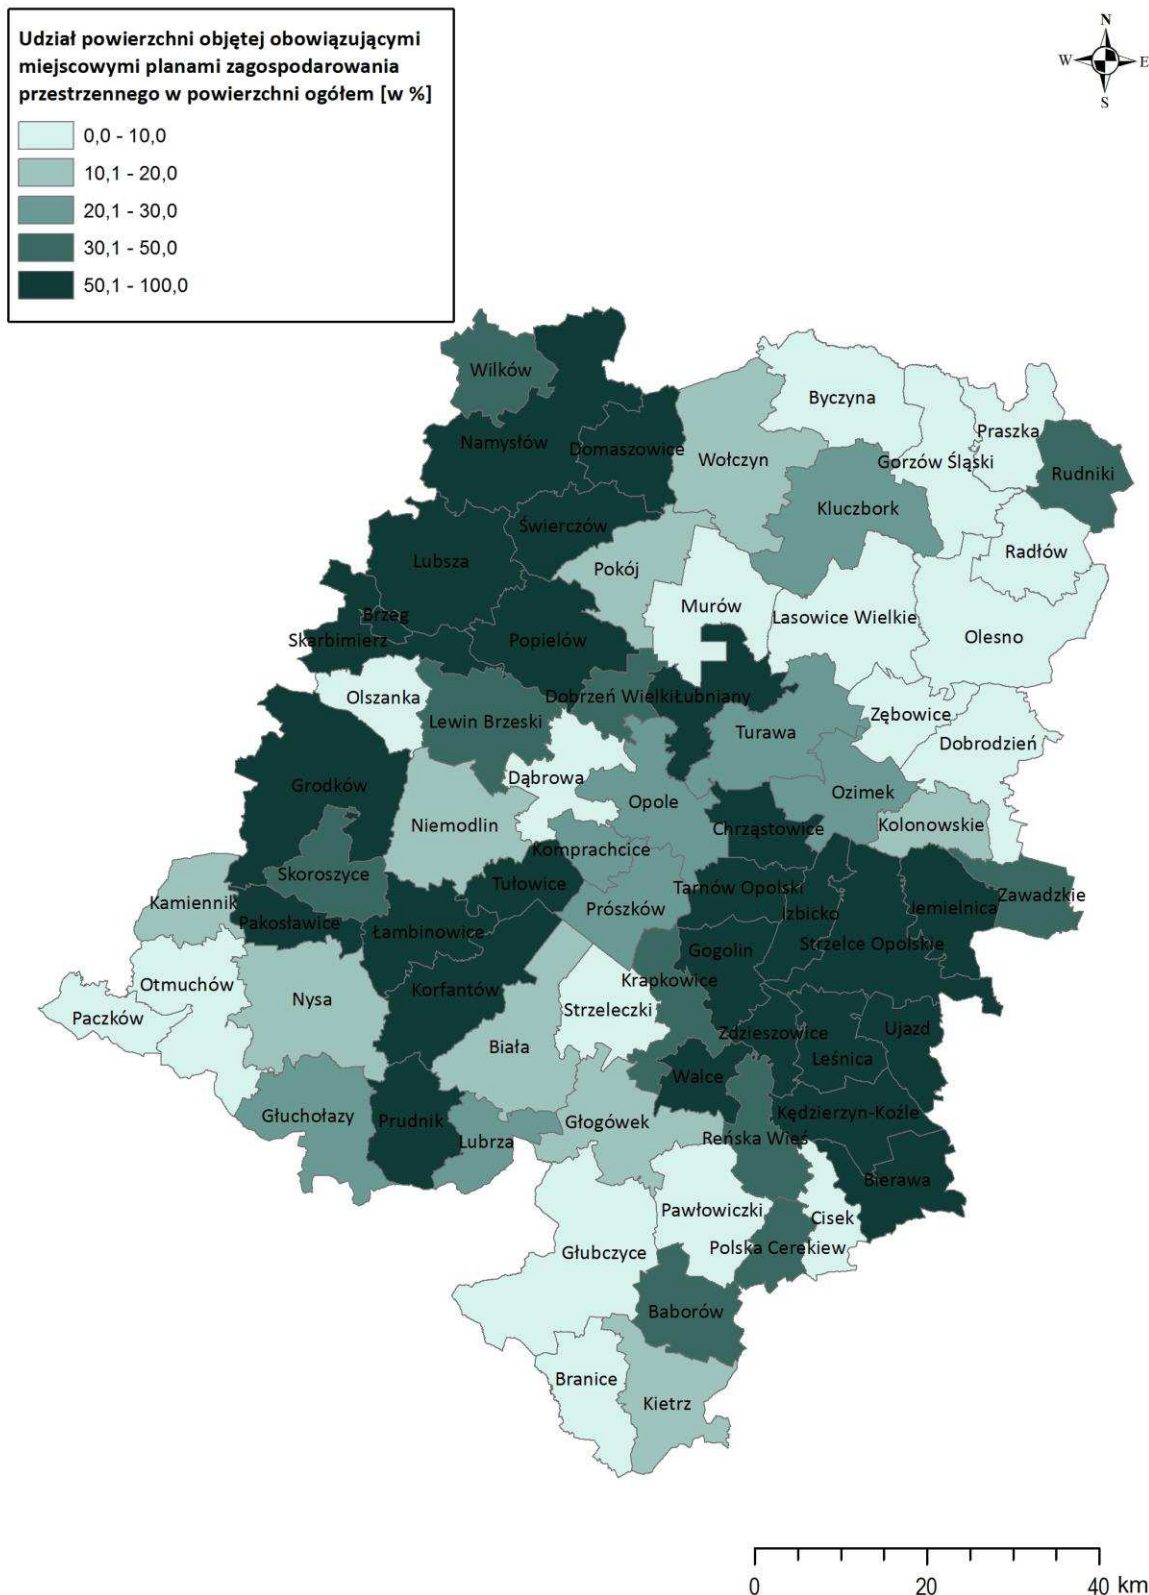 Udział powierzchni objętej obowiązującymi
miejscowymi planami zagospodarowania
przestrzennego w powierzchni ogółem [w %]
0,0 - 10,0
10,1 - 20,0
20,1 - 30,0
30,1 - 50,0
50,1 - 100,0
N
W E
S
Wilków
Byczyna
Praszka
Namysłów
Domaszowice
Wołczyn
Gorzów Śląski
Rudniki
Kluczbork
Świerczów
Radłów
Lubsza
Pokój
Murów
Lasowice Wielkie
Brzeg
Olesno
Skarbimierz
Popielów
Olszanka
Dobrzeń Wielki
Łubniany
Lewin Brzeski
Zębowice
Turawa
Dobrodzień
Dąbrowa
Grodków
Ozimek
Opole
Niemodlin
Chrząstowice
Kolonowskie
Komprachcice
Skoroszyce
Tułowice
Tarnów Opolski
Zawadzkie
Kamiennik
Prószków
Izbicko
Jemielnica
Pakosławice
Łambinowice
Gogolin
Strzelce Opolskie
Krapkowice
Otmuchów
Korfantów
Nysa
Strzeleczki
Paczków
Zdzieszowice
Ujazd
Biała
Leśnica
Walce
Głuchołazy
Prudnik
Kędzierzyn-Koźle
Głogówek
Lubrza
Reńska Wieś
Bierawa
Pawłowiczki
Cisek
Głubczyce
Polska Cerekiew
Baborów
Branice
Kietrz
0 20 40 km